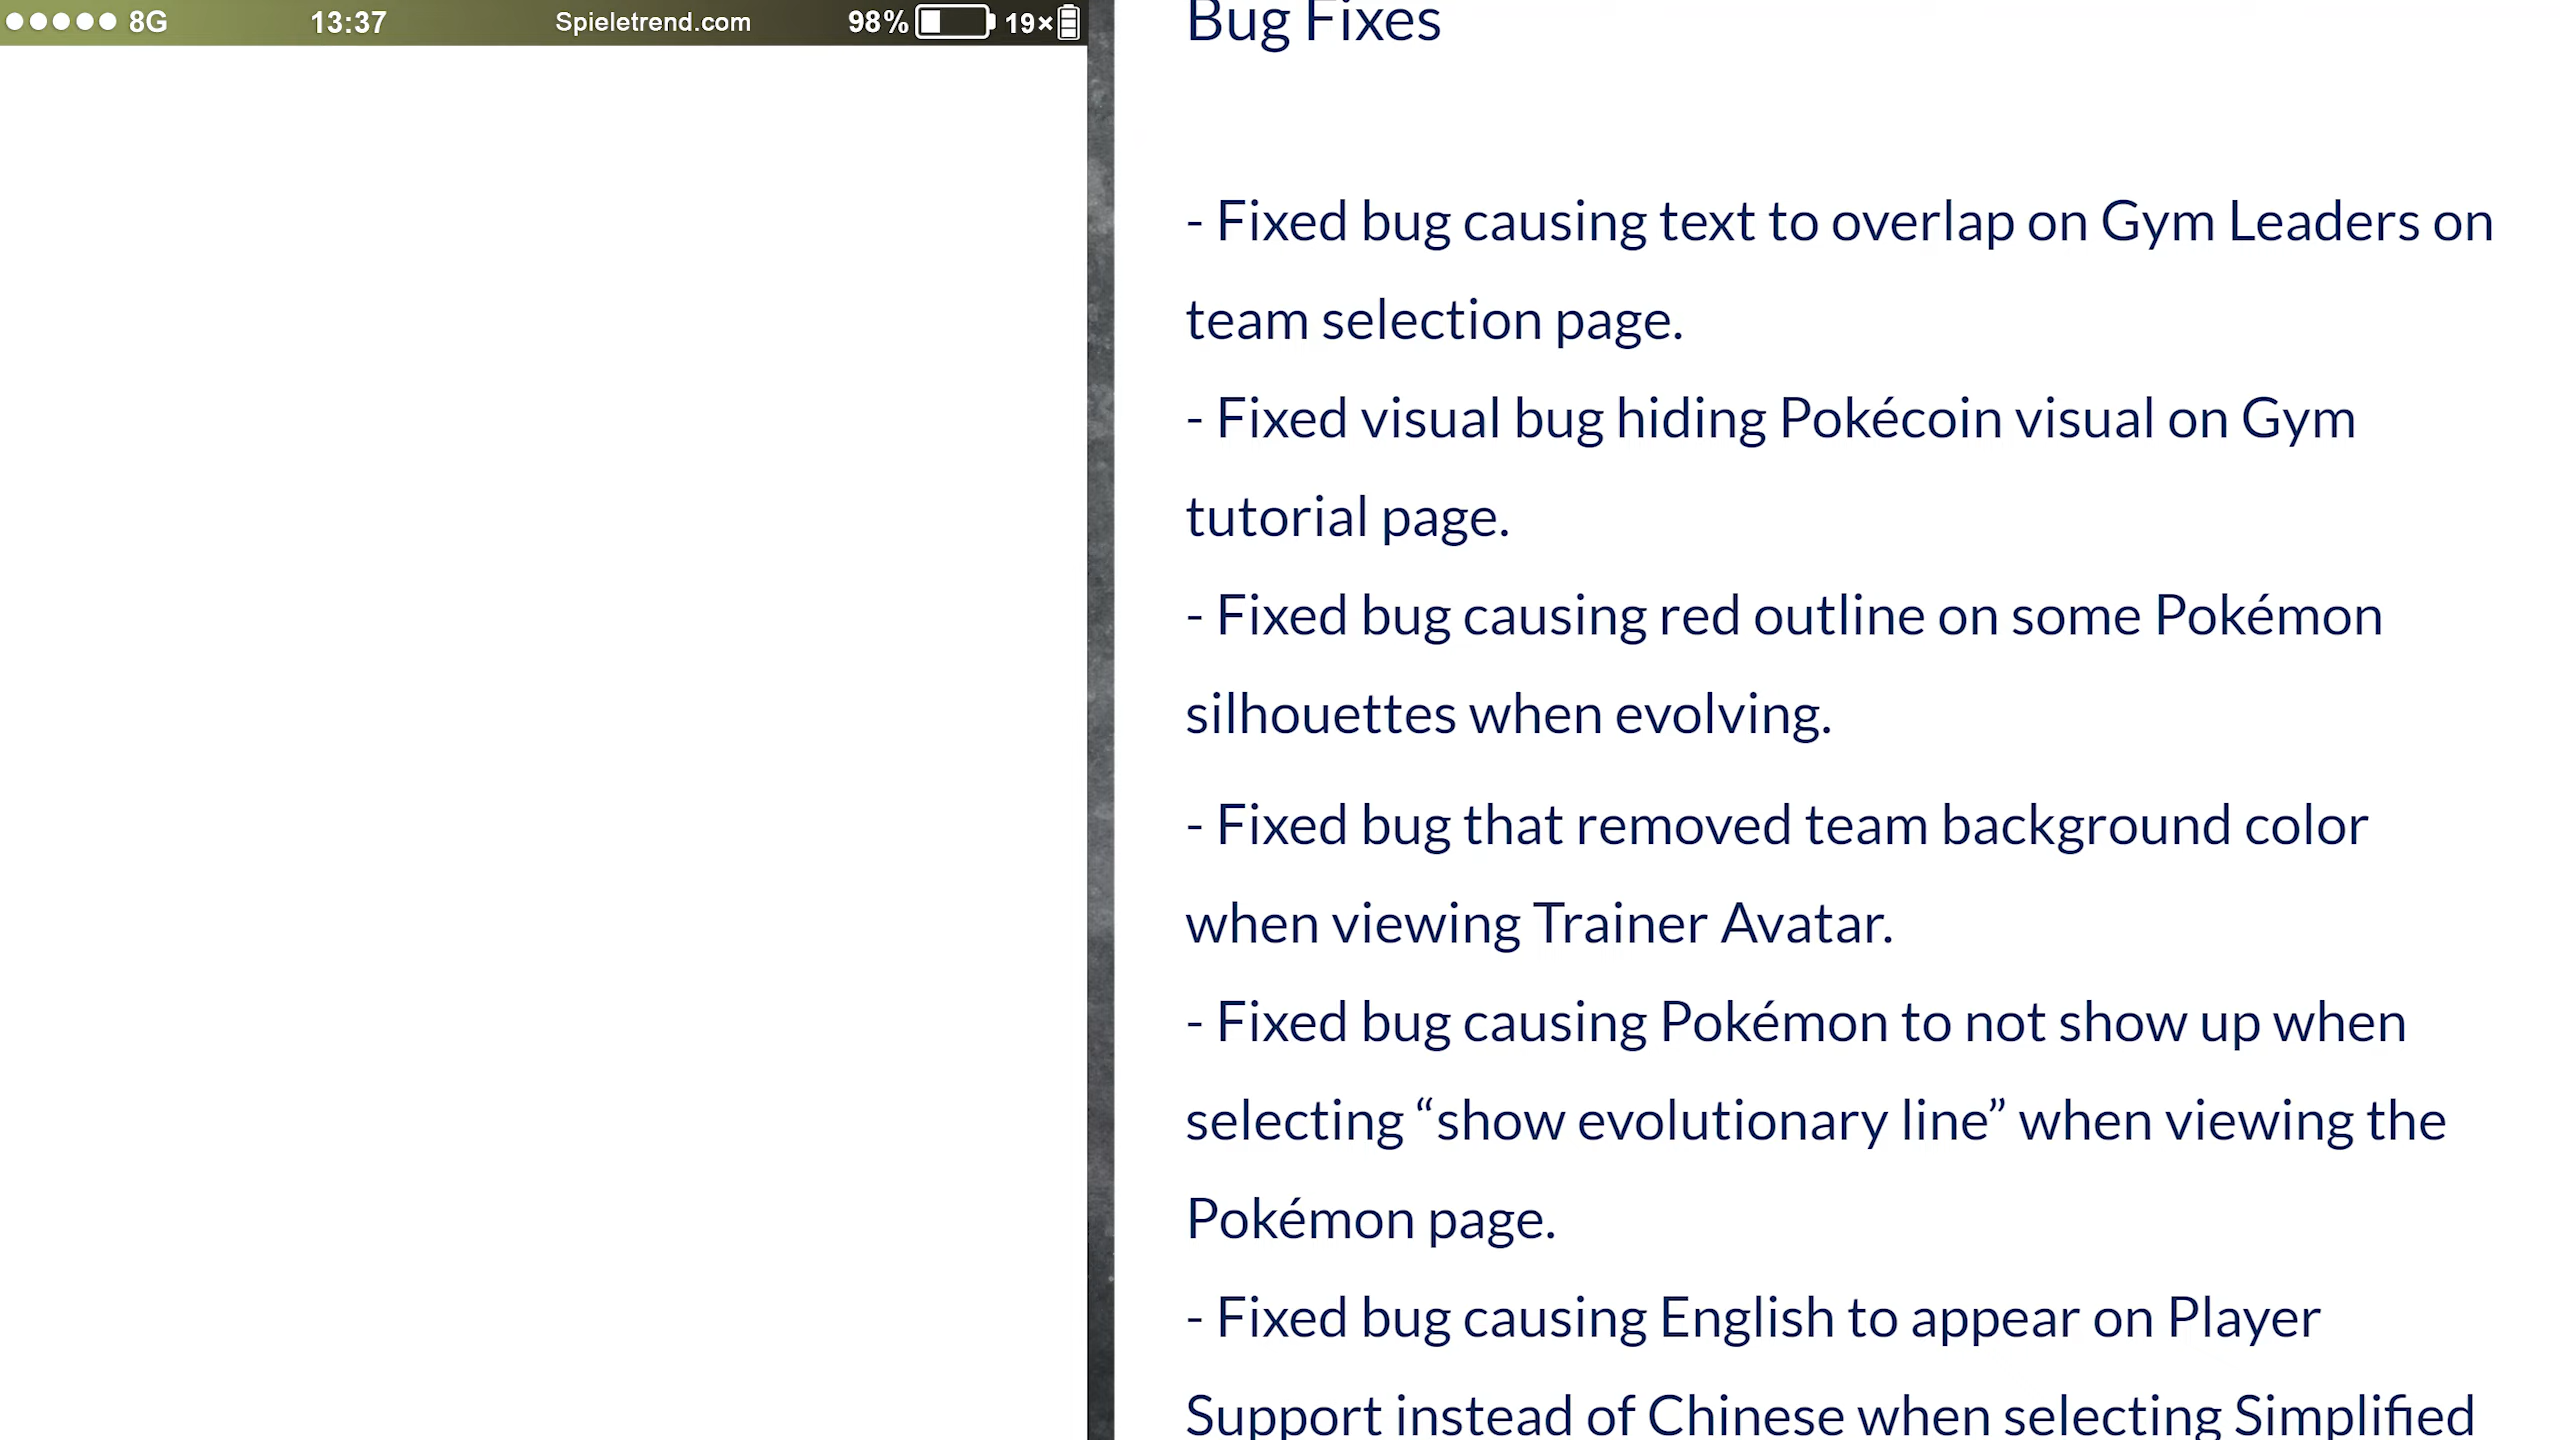 8G 13:37 Spieletrend.com 98% 19×
Bug Fixes
- Fixed bug causing text to overlap on Gym Leaders on
team selection page.
- Fixed visual bug hiding Pokécoin visual on Gym
tutorial page.
- Fixed bug causing red outline on some Pokémon
silhouettes when evolving.
- Fixed bug that removed team background color
when viewing Trainer Avatar.
- Fixed bug causing Pokémon to not show up when
selecting “show evolutionary line” when viewing the
Pokémon page.
- Fixed bug causing English to appear on Player
Support instead of Chinese when selecting Simplified